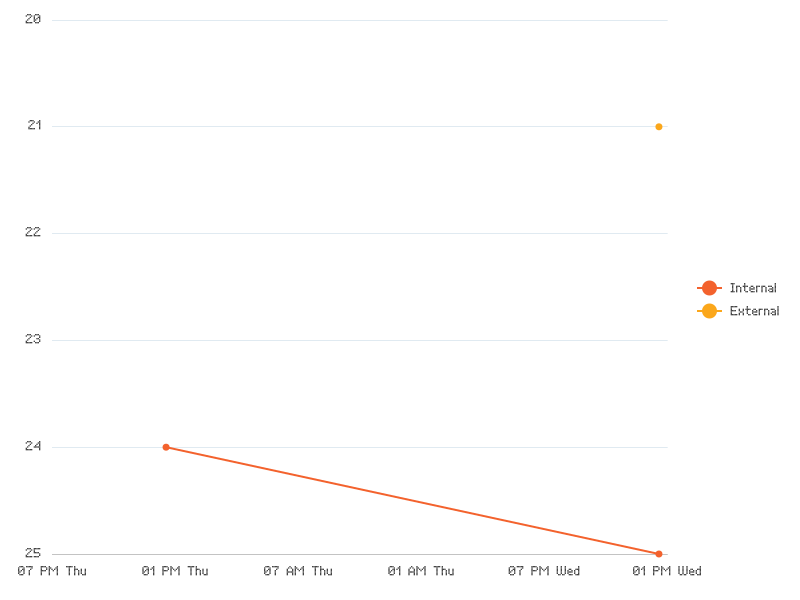 20
21
22
23
24
25
07 PM Thu
01 PM Thu
07 AM Thu
01 AM Thu
07 PM Wed
01 PM Wed
Internal
External